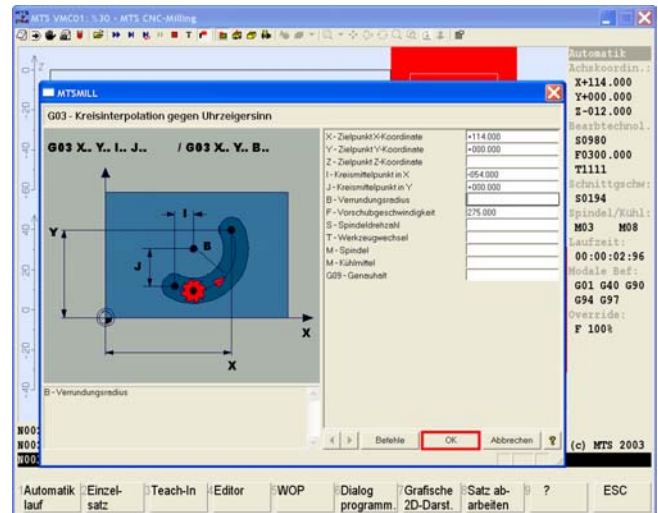 MTS VMC01: %30 - MTS CNC-Milling
MTSMILL
G03 - Kreisinterpolation gegen Uhrzeigersinn
G03 X.. Y.. I.. J.. / G03 X.. Y.. B..
I
Y
B
J
X
X
B - Verrundungsradius
X - Zielpunkt X-Koordinate +114.000
Y - Zielpunkt Y-Koordinate +000.000
Z - Zielpunkt Z-Koordinate
I - Kreismittelpunkt in X -054.000
J - Kreismittelpunkt in Y +000.000
B - Verrundungsradius
F - Vorschubgeschwindigkeit 275.000
S - Spindeldrehzahl
T - Werkzeugwechsel
M - Spindel
M - Kühlmittel
G09 - Genauhalt
Befehle OK Abbrechen ?
Automatik
Achskoordin.:
X+114.000
Y+000.000
Z-012.000
Bearbtechnol.
S0980
F0300.000
T1111
Schnittgschw:
S0194
Spindel/Kühl:
M03 M08
Laufzeit:
00:00:02:96
Modale Bef:
G01 G40 G90
G94 G97
Override:
F 100%
(c) MTS 2003
N00
N00
N00
1 Automatik lauf
2 Einzel- satz
3 Teach-In
4 Editor
5 WOP
6 Dialog programm.
7 Grafische 2D-Darst.
8 Satz ab- arbeiten
9 ?
ESC